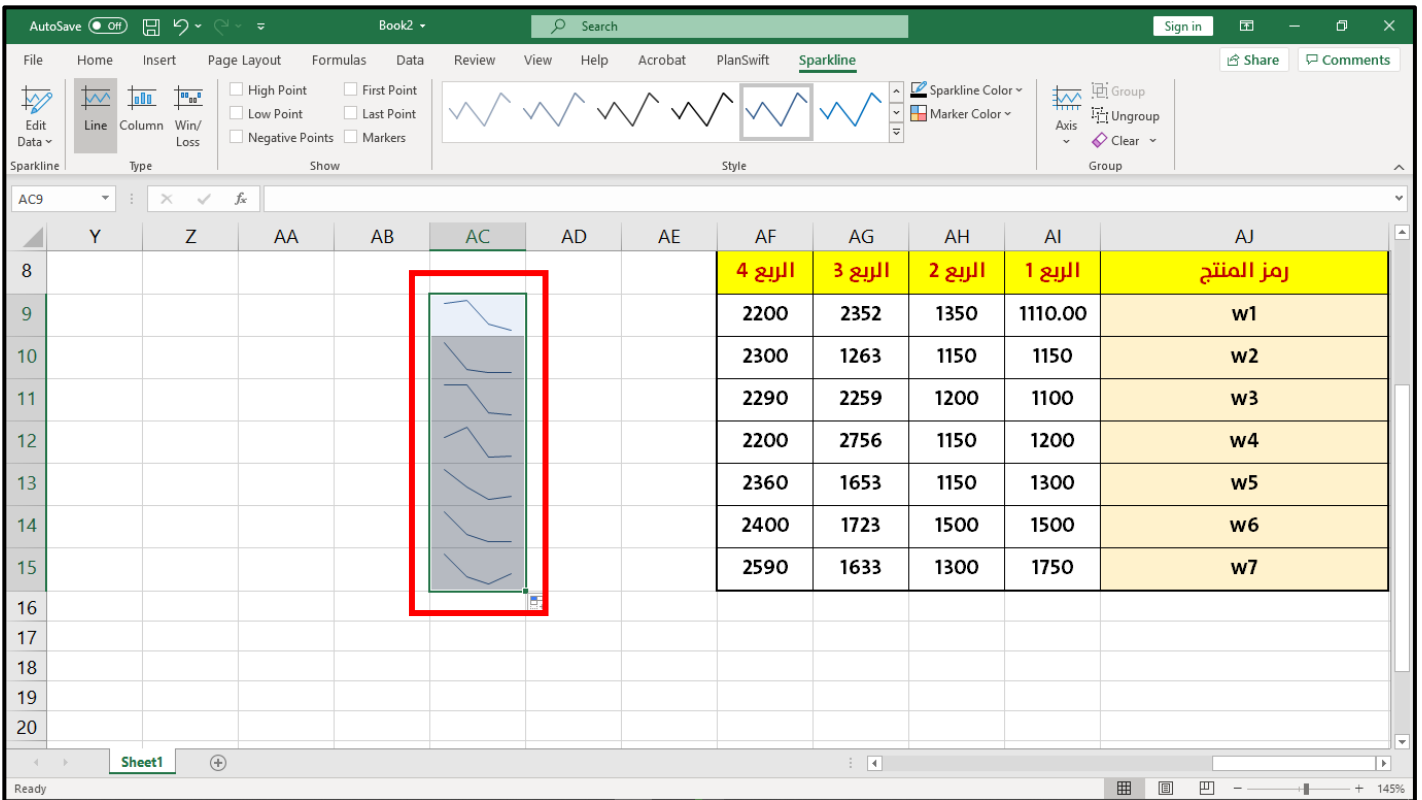 AutoSave Off Book2 Search Sign in
File Home Insert Page Layout Formulas Data Review View Help Acrobat PlanSwift Sparkline Share Comments
Edit Data
Line
Column
Win/
Loss
High Point
First Point
Low Point
Last Point
Negative Points
Markers
Sparkline Color
Marker Color
Axis
Group
Ungroup
Clear
Sparkline Type Show Style Group
AC9 fx
Y Z AA AB AC AD AE AF AG AH AI AJ
8 الربع 4 الربع 3 الربع 2 الربع 1 رمز المنتج
9 2200 2352 1350 1110.00 w1
10 2300 1263 1150 1150 w2
11 2290 2259 1200 1100 w3
12 2200 2756 1150 1200 w4
13 2360 1653 1150 1300 w5
14 2400 1723 1500 1500 w6
15 2590 1633 1300 1750 w7
16
17
18
19
20
Sheet1
Ready 145%